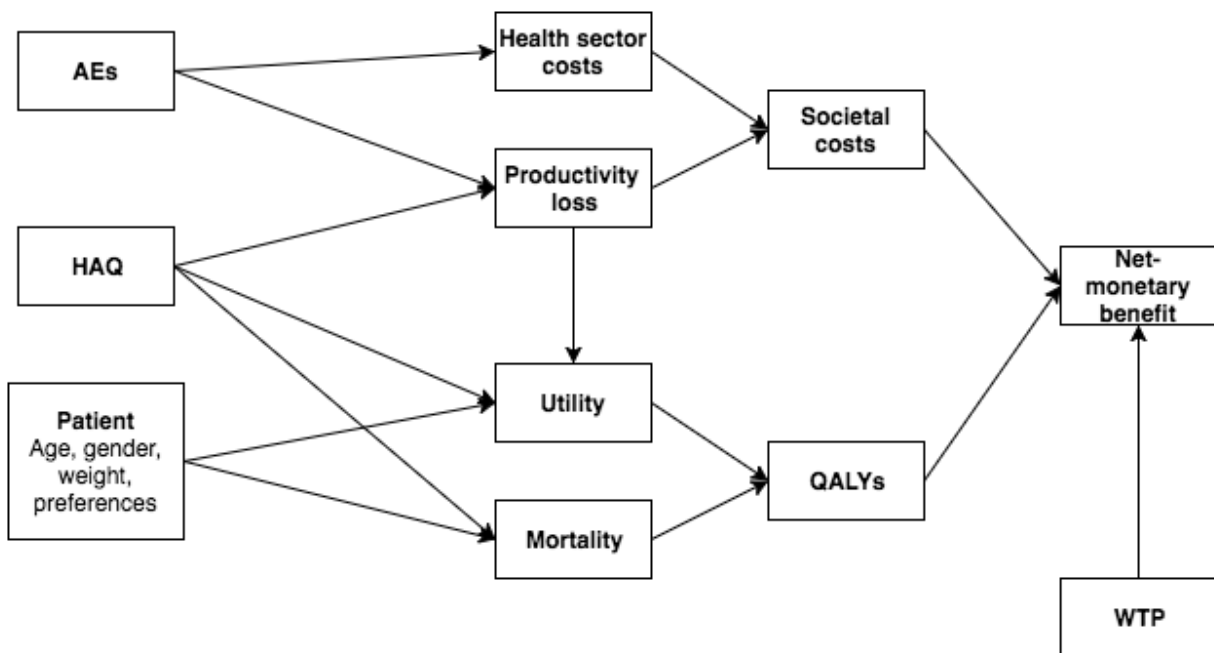 AEs
Health sector
costs
Societal
costs
Productivity
loss
HAQ
Net-
monetary
benefit
Patient
Age, gender,
weight,
preferences
Utility
QALYs
Mortality
WTP